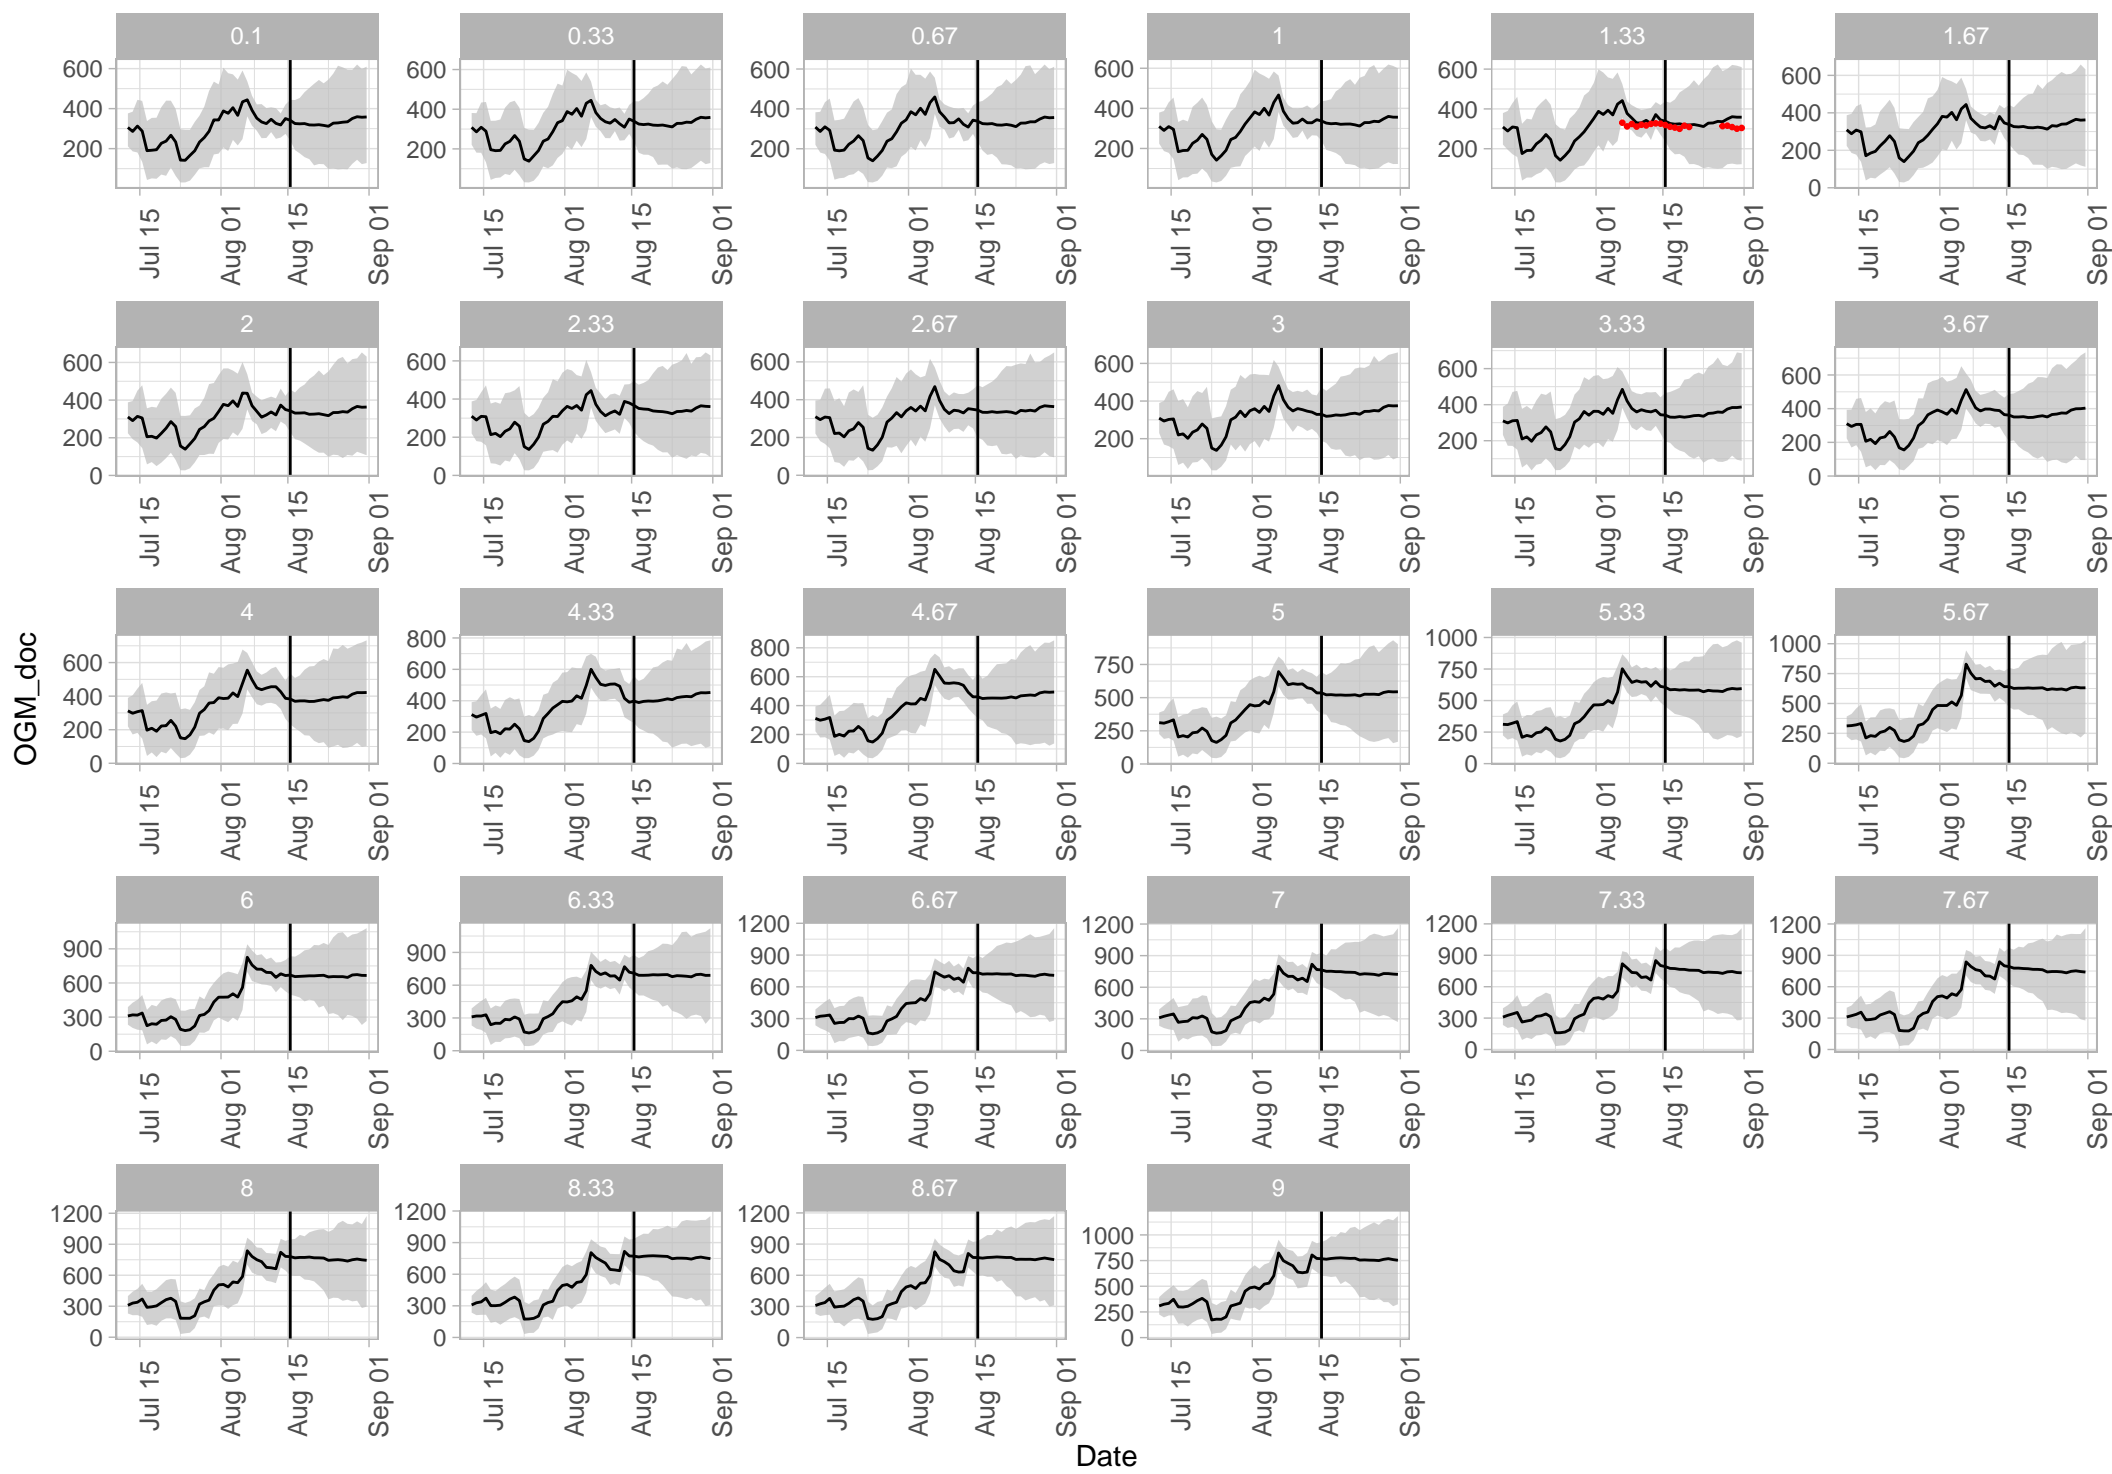 0.1 0.33 0.67 1 1.33 1.67
600 600 600 600 600 600
400 400 400 400 400 400
200 200 200 200 200 200
0
Jul 15 Aug 01 Aug 15 Sep 01 Jul 15 Aug 01 Aug 15 Sep 01 Jul 15 Aug 01 Aug 15 Sep 01 Jul 15 Aug 01 Aug 15 Sep 01 Jul 15 Aug 01 Aug 15 Sep 01 Jul 15 Aug 01 Aug 15 Sep 01
2 2.33 2.67 3 3.33 3.67
600 600 600 600 600 600
400 400 400 400 400 400
200 200 200 200 200 200
0 0 0 0
Jul 15 Aug 01 Aug 15 Sep 01 Jul 15 Aug 01 Aug 15 Sep 01 Jul 15 Aug 01 Aug 15 Sep 01 Jul 15 Aug 01 Aug 15 Sep 01 Jul 15 Aug 01 Aug 15 Sep 01 Jul 15 Aug 01 Aug 15 Sep 01
OGM_doc
4 4.33 4.67 5 5.33 5.67
800 800 1000 1000
600 600 600 750 750 750
400 400 400 500 500 500
200 200 200 250 250 250
0 0 0 0 0 0
Jul 15 Aug 01 Aug 15 Sep 01 Jul 15 Aug 01 Aug 15 Sep 01 Jul 15 Aug 01 Aug 15 Sep 01 Jul 15 Aug 01 Aug 15 Sep 01 Jul 15 Aug 01 Aug 15 Sep 01 Jul 15 Aug 01 Aug 15 Sep 01
6 6.33 6.67 7 7.33 7.67
1200 1200 1200 1200
900 900 900 900 900 900
600 600 600 600 600 600
300 300 300 300 300 300
0 0 0 0 0 0
Jul 15 Aug 01 Aug 15 Sep 01 Jul 15 Aug 01 Aug 15 Sep 01 Jul 15 Aug 01 Aug 15 Sep 01 Jul 15 Aug 01 Aug 15 Sep 01 Jul 15 Aug 01 Aug 15 Sep 01 Jul 15 Aug 01 Aug 15 Sep 01
8 8.33 8.67 9
1200 1200 1200 1000
900 900 900 750
600 600 600 500
300 300 300 250
0 0 0 0
Jul 15 Aug 01 Aug 15 Sep 01 Jul 15 Aug 01 Aug 15 Sep 01 Jul 15 Aug 01 Aug 15 Sep 01 Jul 15 Aug 01 Aug 15 Sep 01
Date